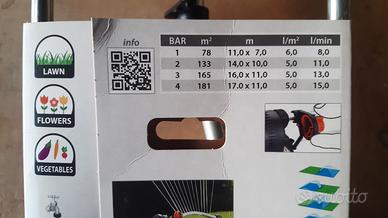 info
BAR m² m l/m² l/min
1 78 11,0 x 7,0 6,0 8,0
2 133 14,0 x 10,0 5,0 11,0
3 165 16,0 x 11,0 5,0 13,0
4 181 17,0 x 11,0 5,0 15,0
LAWN
FLOWERS
VEGETABLES
subito